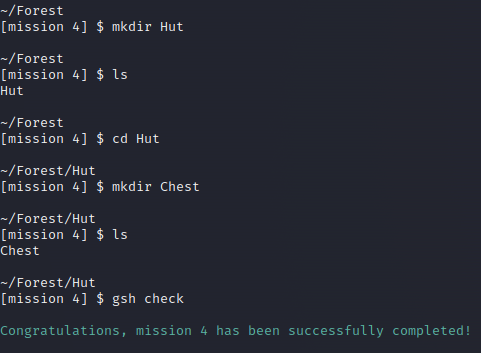 ~/Forest
[mission 4] $ mkdir Hut
~/Forest
[mission 4] $ ls
Hut
~/Forest
[mission 4] $ cd Hut
~/Forest/Hut
[mission 4] $ mkdir Chest
~/Forest/Hut
[mission 4] $ ls
Chest
~/Forest/Hut
[mission 4] $ gsh check
Congratulations, mission 4 has been successfully completed!